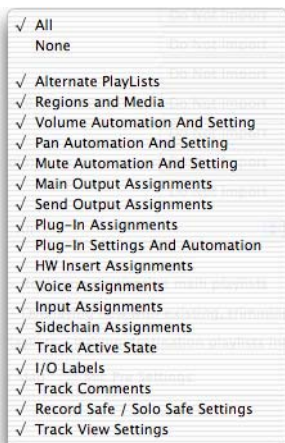 √ All
None
√ Alternate PlayLists
√ Regions and Media
√ Volume Automation And Setting
√ Pan Automation And Setting
√ Mute Automation And Setting
√ Main Output Assignments
√ Send Output Assignments
√ Plug-In Assignments
√ Plug-In Settings And Automation
√ HW Insert Assignments
√ Voice Assignments
√ Input Assignments
√ Sidechain Assignments
√ Track Active State
√ I/O Labels
√ Track Comments
√ Record Safe / Solo Safe Settings
√ Track View Settings